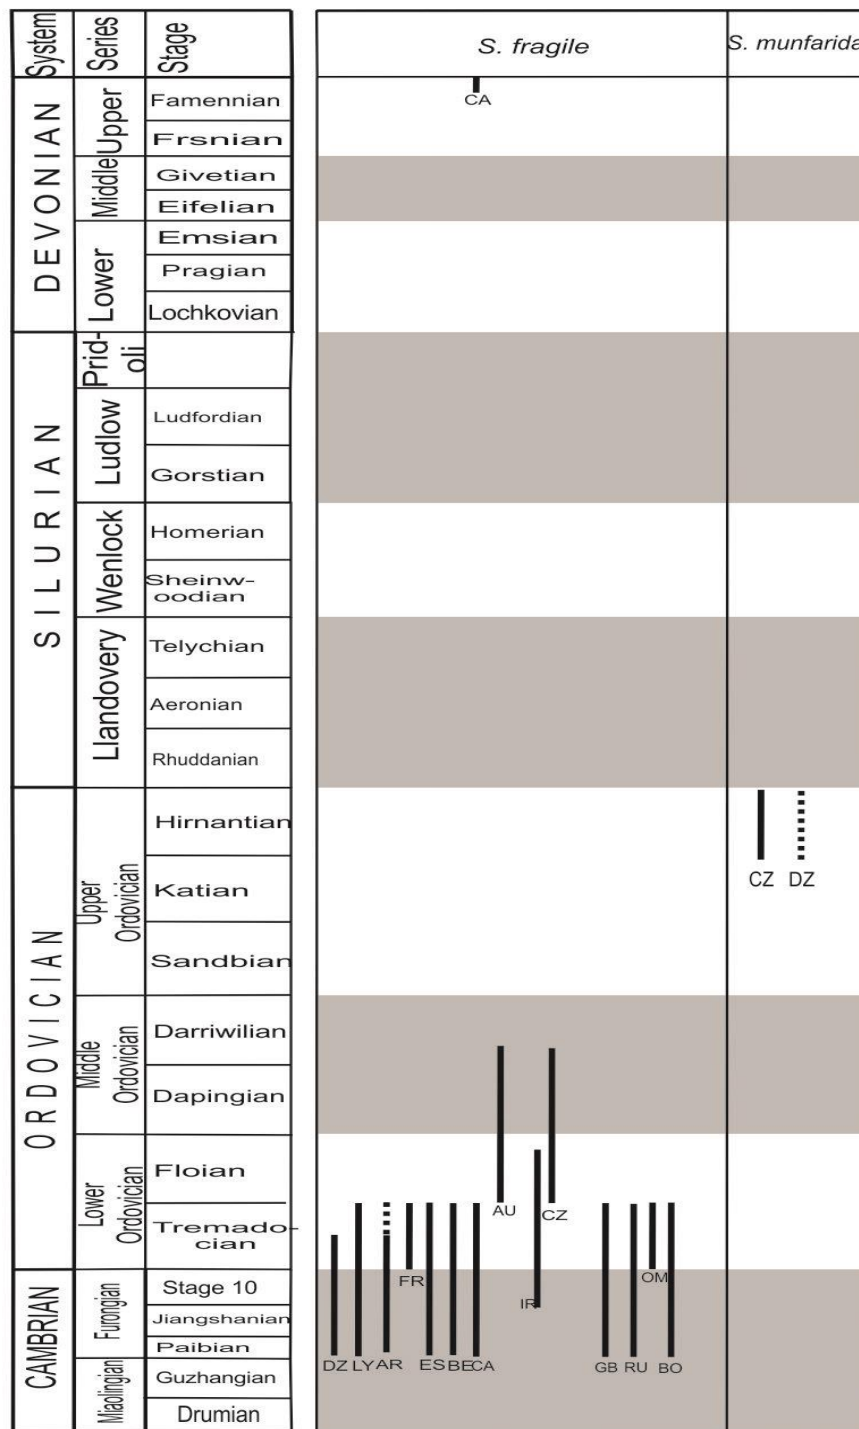 System
Series
Stage
S. fragile
S. munfarida
DEVONIAN
Upper
Famennian
CA
Frsnian
Middle
Givetian
Eifelian
Lower
Emsian
Pragian
Lochkovian
SILURIAN
Prid-
oli
Ludlow
Ludfordian
Gorstian
Wenlock
Homerian
Sheinw-
oodian
Llandovery
Telychian
Aeronian
Rhuddanian
ORDOVICIAN
Upper
Ordovician
Hirnantian
Katian
CZ DZ
Sandbian
Middle
Ordovician
Darriwilian
Dapingian
Lower
Ordovician
Floian
AU CZ
Tremado-
cian
CAMBRIAN
Furongian
Stage 10
FR OM
IR
Jiangshanian
Paibian
DZ LY AR ES BE CA GB RU BO
Miaolingian
Guzhangian
Drumian